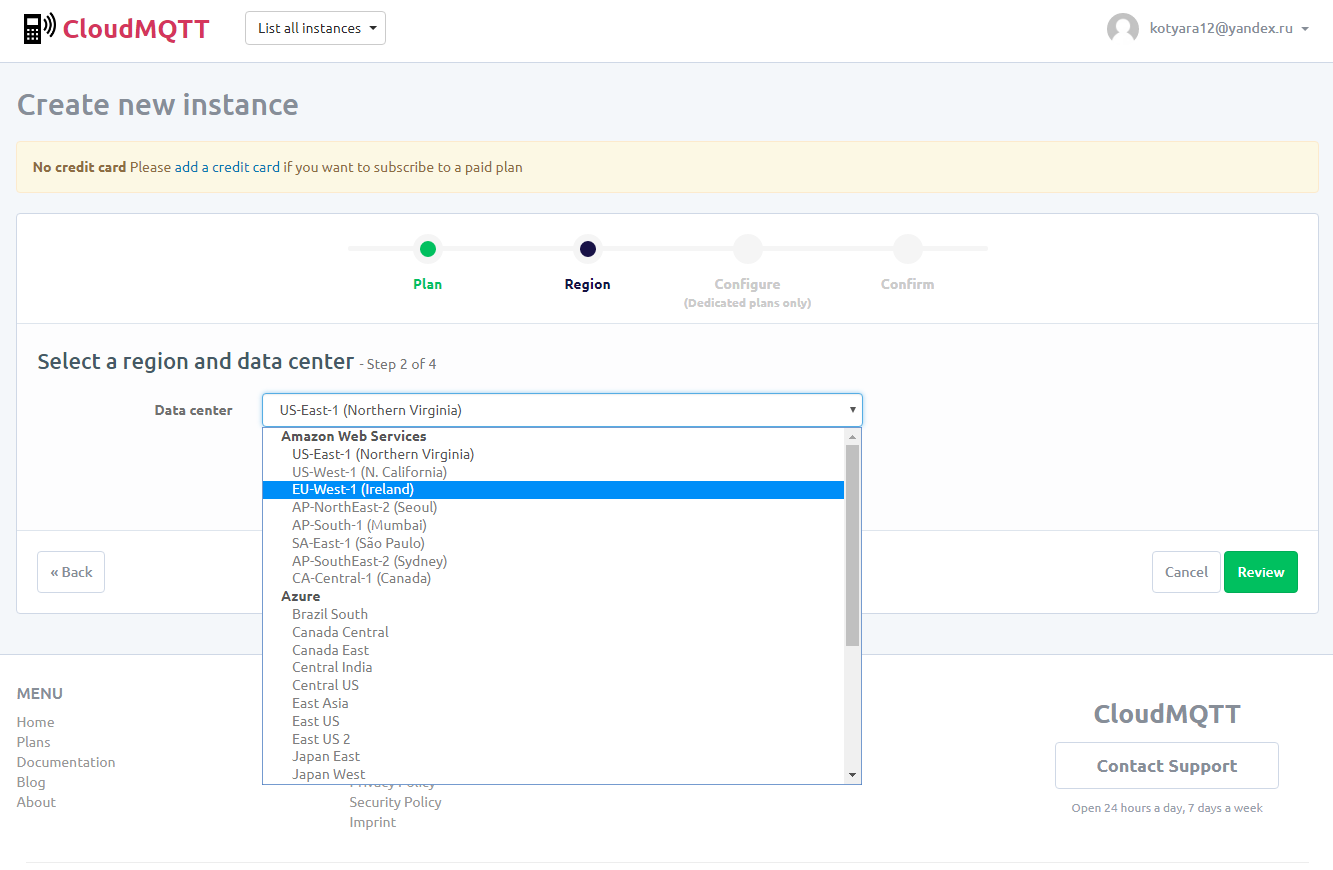 CloudMQTT
List all instances
kotyara12@yandex.ru
Create new instance
No credit card Please add a credit card if you want to subscribe to a paid plan
Plan
Region
Configure
(Dedicated plans only)
Confirm
Select a region and data center - Step 2 of 4
Data center
US-East-1 (Northern Virginia)
Amazon Web Services
US-East-1 (Northern Virginia)
US-West-1 (N. California)
EU-West-1 (Ireland)
AP-NorthEast-2 (Seoul)
AP-South-1 (Mumbai)
SA-East-1 (São Paulo)
AP-SouthEast-2 (Sydney)
CA-Central-1 (Canada)
Azure
Brazil South
Canada Central
Canada East
Central India
Central US
East Asia
East US
East US 2
Japan East
Japan West
« Back
Cancel
Review
MENU
Home
Plans
Documentation
Blog
About
Privacy Policy
Security Policy
Imprint
CloudMQTT
Contact Support
Open 24 hours a day, 7 days a week